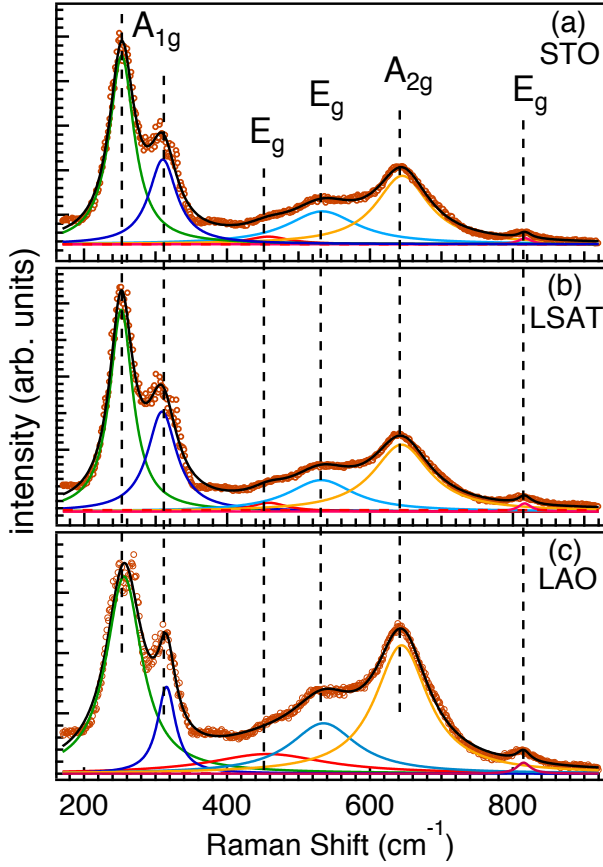 (a)
STO
A1g
Eg
Eg
A2g
Eg
(b)
LSAT
(c)
LAO
intensity (arb. units)
200 400 600 800
Raman Shift (cm-1)